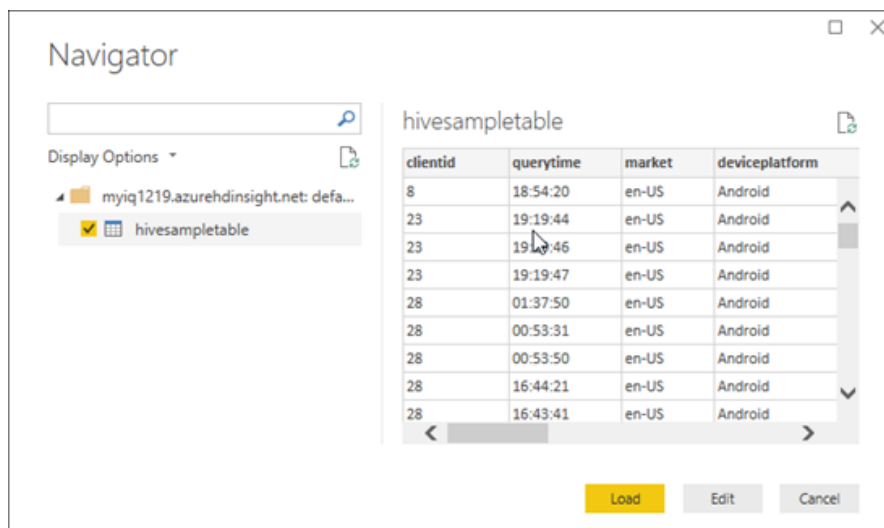 Navigator
Display Options
myiq1219.azurehdinsight.net: defa...
hivesampletable
hivesampletable
clientid querytime market deviceplatform
8 18:54:20 en-US Android
23 19:19:44 en-US Android
23 19:19:46 en-US Android
23 19:19:47 en-US Android
28 01:37:50 en-US Android
28 00:53:31 en-US Android
28 00:53:50 en-US Android
28 16:44:21 en-US Android
28 16:43:41 en-US Android
Load Edit Cancel